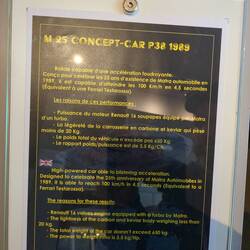 M 25 CONCEPT-CAR P38 1989
Bolide capable d'une accélération foudroyante.
Conçu pour célébrer les 25 ans d'existence de Matra automobile en
1989, il est capable d'atteindre les 100 Km/h en 4,5 secondes
(Equivalent à une Ferrari Testarossa).
Les raisons de ces performances :
- Puissance du moteur Renault 16 soupapes équipé par Matra
d'un turbo.
- La légèreté de la carrosserie en carbone et kevlar qui pèse
moins de 30 Kg.
- Le poids total du véhicule n'excède pas 650 Kg
- Le rapport poids/puissance est de 3,5 Kg/Ch.
High-powered car able to blistering acceleration.
Designed to celebrate the 25th anniversary of Matra Automobiles in
1989, it is able to reach 100 km/h in 4.5 seconds (Equivalent to a
Ferrari Testarossa).
The reasons for these results:
- Renault 16 valves engine equipped with a turbo by Matra.
- The lightness of the carbon and kevlar body weighing less than
30 Kg.
- The total weight of the car doesn't exceed 650 kg
- The power to weight ratio is 3.5 kg/Hp.